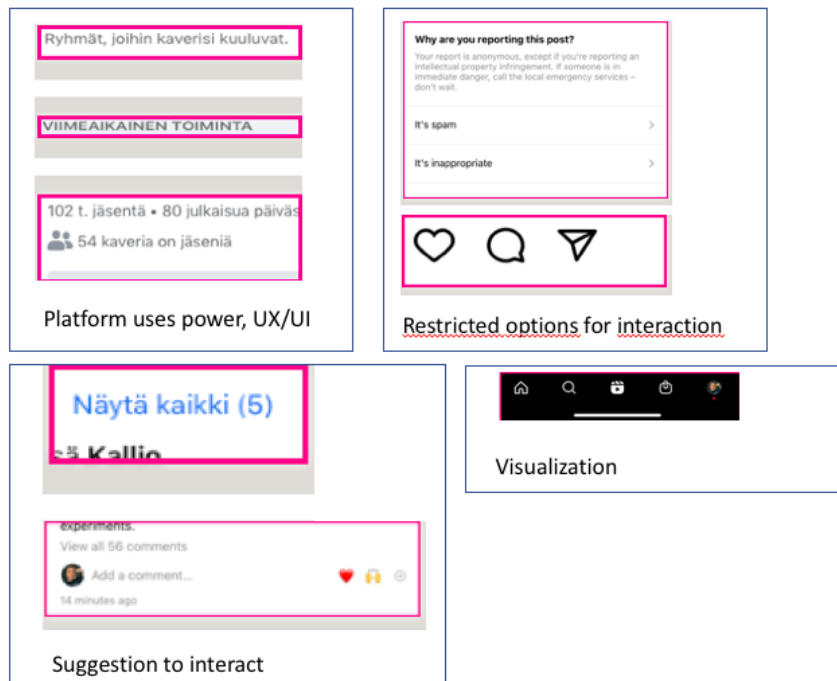 Ryhmät, joihin kaverisi kuuluvat.
VIIMEAIKAINEN TOIMINTA
102 t. jäsentä • 80 julkaisua päiväs
54 kaveria on jäseniä
Platform uses power, UX/UI
Why are you reporting this post?
Your report is anonymous, except if you're reporting an
intellectual property infringement. If someone is in
immediate danger, call the local emergency services –
don't wait.
It's spam
It's inappropriate
Restricted options for interaction
Näytä kaikki (5)
sä Kallio
experiments.
View all 56 comments
Add a comment...
14 minutes ago
Suggestion to interact
Visualization